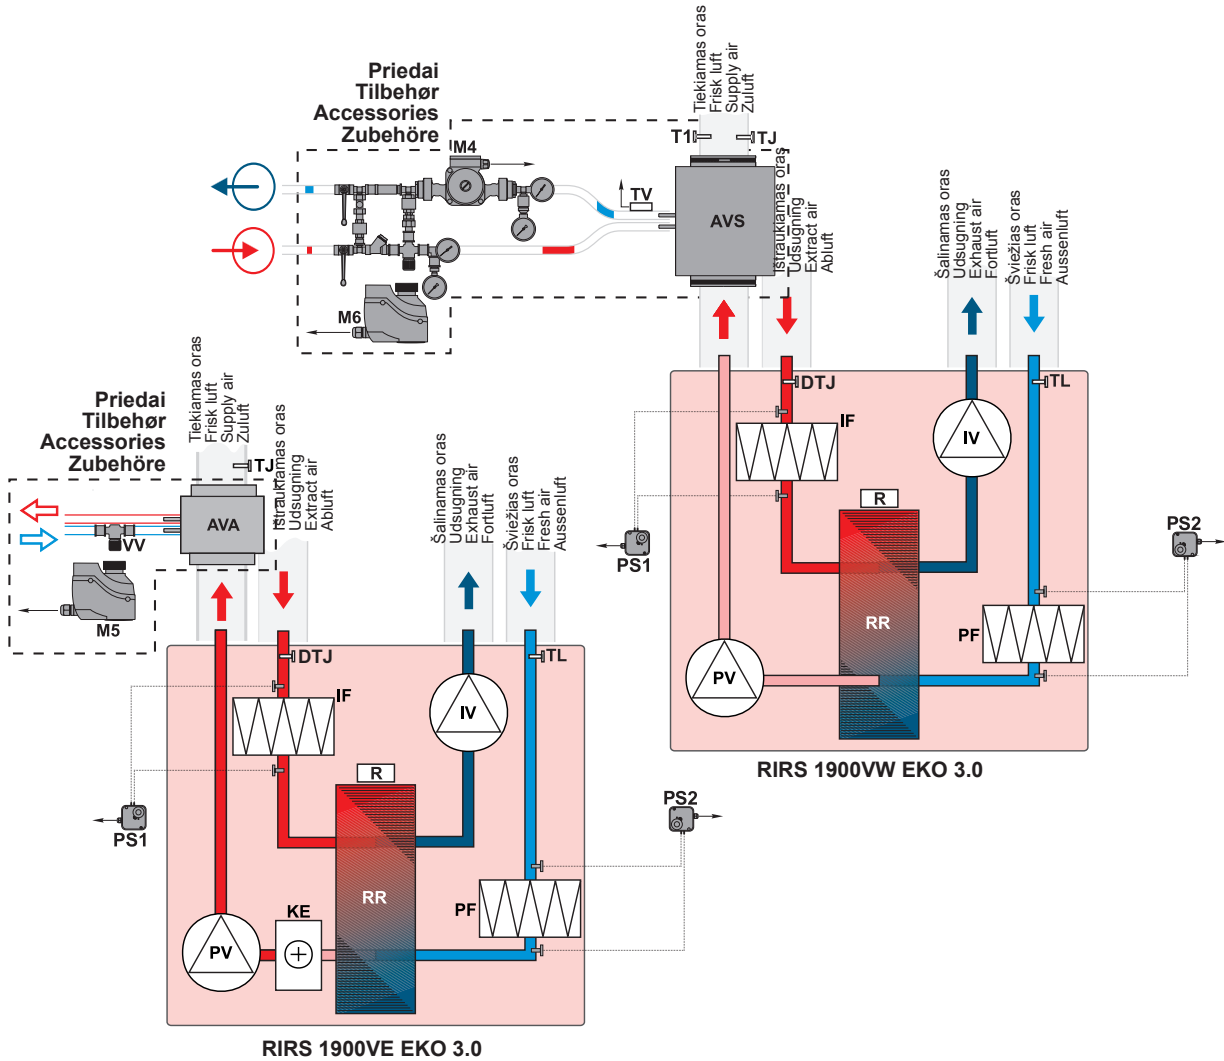 Priedai
Tilbehør
Accessories
Zubehöre
Tiekiamas oras
Frisk luft
Supply air
Zuluft
T1
TJ
M4
TV
AVS
M6
Ištraukiamas oras
Udsugning
Extract air
Abluft
Šalinamas oras
Udsugning
Exhaust air
Fortluft
Šviežias oras
Frisk luft
Fresh air
Aussenluft
DTJ
TL
IF
IV
R
PS1
PS2
RR
PF
PV
RIRS 1900VW EKO 3.0
Priedai
Tilbehør
Accessories
Zubehöre
Tiekiamas oras
Frisk luft
Supply air
Zuluft
TJ
AVA
VV
M5
Ištraukiamas oras
Udsugning
Extract air
Abluft
Šalinamas oras
Udsugning
Exhaust air
Fortluft
Šviežias oras
Frisk luft
Fresh air
Aussenluft
DTJ
TL
IF
IV
R
PS1
PS2
RR
KE
PF
PV
RIRS 1900VE EKO 3.0